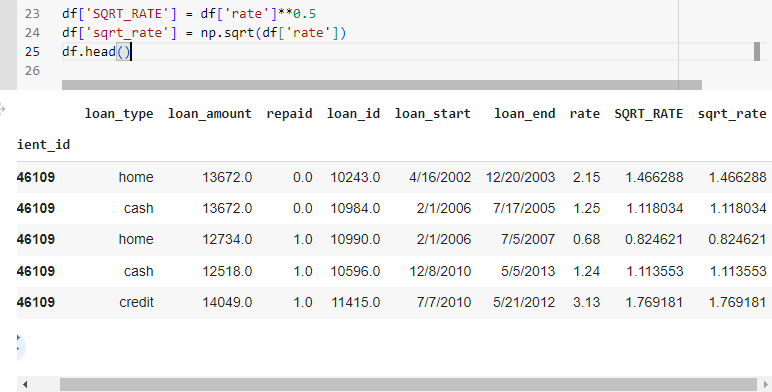 23 df['SQRT_RATE'] = df['rate']**0.5
24 df['sqrt_rate'] = np.sqrt(df['rate'])
25 df.head()
26
loan_type loan_amount repaid loan_id loan_start loan_end rate SQRT_RATE sqrt_rate
ient_id
46109 home 13672.0 0.0 10243.0 4/16/2002 12/20/2003 2.15 1.466288 1.466288
46109 cash 13672.0 0.0 10984.0 2/1/2006 7/17/2005 1.25 1.118034 1.118034
46109 home 12734.0 1.0 10990.0 2/1/2006 7/5/2007 0.68 0.824621 0.824621
46109 cash 12518.0 1.0 10596.0 12/8/2010 5/5/2013 1.24 1.113553 1.113553
46109 credit 14049.0 1.0 11415.0 7/7/2010 5/21/2012 3.13 1.769181 1.769181